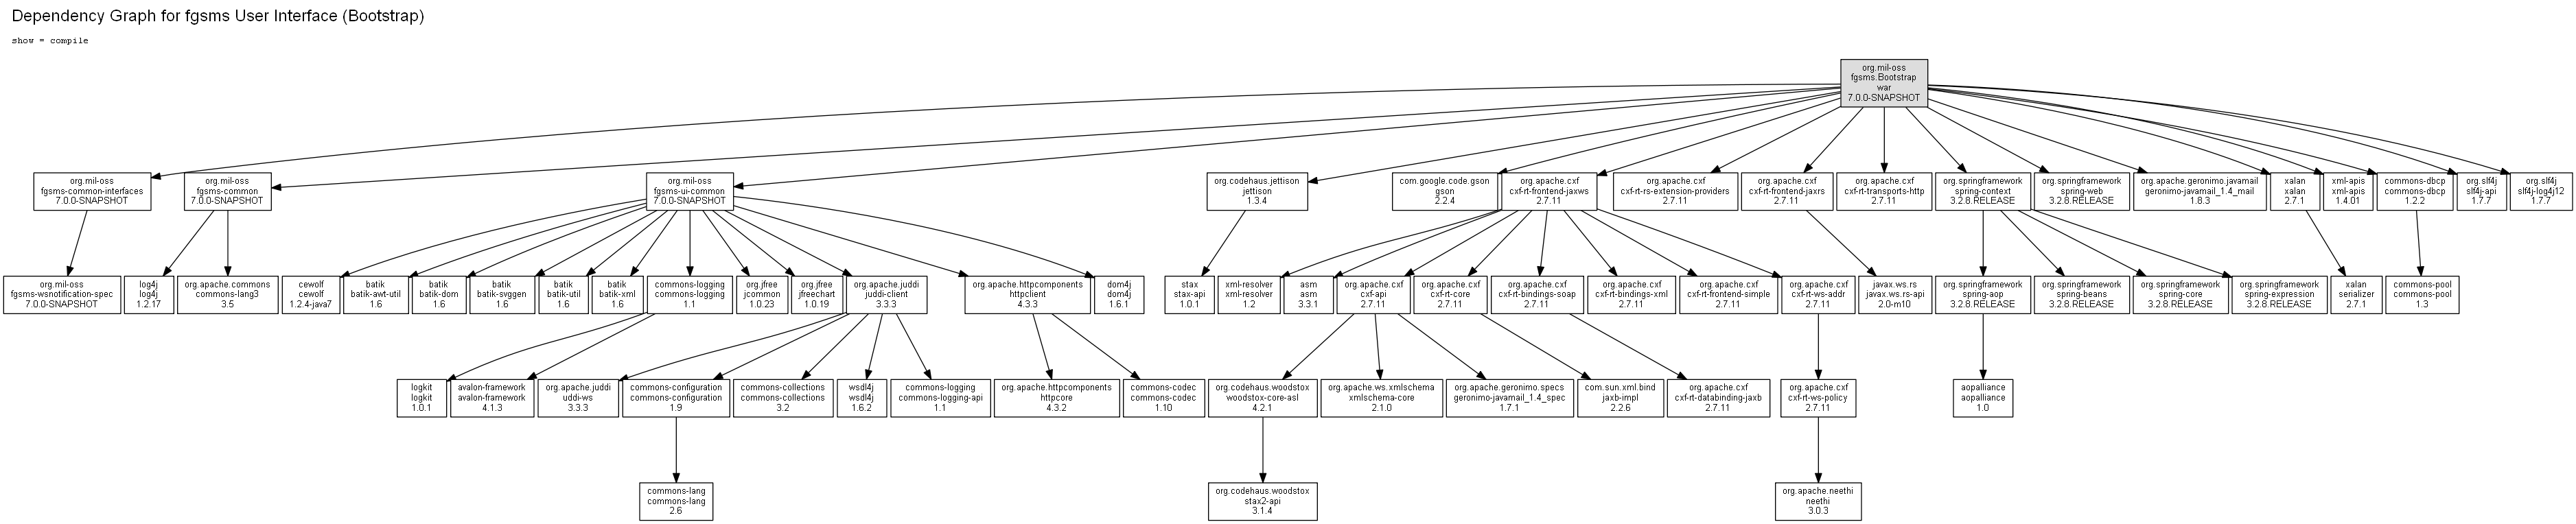 Dependency Graph for fgsms User Interface (Bootstrap)
show = compile
org.mil-oss
fgsms.Bootstrap
war
7.0.0-SNAPSHOT
org.mil-oss
fgsms-common-interfaces
7.0.0-SNAPSHOT
org.mil-oss
fgsms-common
7.0.0-SNAPSHOT
org.mil-oss
fgsms-ui-common
7.0.0-SNAPSHOT
org.codehaus.jettison
jettison
1.3.4
com.google.code.gson
gson
2.2.4
org.apache.cxf
cxf-rt-frontend-jaxws
2.7.11
org.apache.cxf
cxf-rt-rs-extension-providers
2.7.11
org.apache.cxf
cxf-rt-frontend-jaxrs
2.7.11
org.apache.cxf
cxf-rt-transports-http
2.7.11
org.springframework
spring-context
3.2.8.RELEASE
org.springframework
spring-web
3.2.8.RELEASE
org.apache.geronimo.javamail
geronimo-javamail_1.4_mail
1.8.3
xalan
xalan
2.7.1
xml-apis
xml-apis
1.4.01
commons-dbcp
commons-dbcp
1.2.2
org.slf4j
slf4j-api
1.7.7
org.slf4j
slf4j-log4j12
1.7.7
org.mil-oss
fgsms-wsnotification-spec
7.0.0-SNAPSHOT
log4j
log4j
1.2.17
org.apache.commons
commons-lang3
3.5
cewolf
cewolf
1.2.4-java7
batik
batik-awt-util
1.6
batik
batik-dom
1.6
batik
batik-svggen
1.6
batik
batik-util
1.6
batik
batik-xml
1.6
commons-logging
commons-logging
1.1
org.jfree
jcommon
1.0.23
org.jfree
jfreechart
1.0.19
org.apache.juddi
juddi-client
3.3.3
org.apache.httpcomponents
httpclient
4.3.3
dom4j
dom4j
1.6.1
stax
stax-api
1.0.1
xml-resolver
xml-resolver
1.2
asm
asm
3.3.1
org.apache.cxf
cxf-api
2.7.11
org.apache.cxf
cxf-rt-core
2.7.11
org.apache.cxf
cxf-rt-bindings-soap
2.7.11
org.apache.cxf
cxf-rt-bindings-xml
2.7.11
org.apache.cxf
cxf-rt-frontend-simple
2.7.11
org.apache.cxf
cxf-rt-ws-addr
2.7.11
javax.ws.rs
javax.ws.rs-api
2.0-m10
org.springframework
spring-aop
3.2.8.RELEASE
org.springframework
spring-beans
3.2.8.RELEASE
org.springframework
spring-core
3.2.8.RELEASE
org.springframework
spring-expression
3.2.8.RELEASE
xalan
serializer
2.7.1
commons-pool
commons-pool
1.3
logkit
logkit
1.0.1
avalon-framework
avalon-framework
4.1.3
org.apache.juddi
uddi-ws
3.3.3
commons-configuration
commons-configuration
1.9
commons-collections
commons-collections
3.2
wsdl4j
wsdl4j
1.6.2
commons-logging
commons-logging-api
1.1
org.apache.httpcomponents
httpcore
4.3.2
commons-codec
commons-codec
1.10
org.codehaus.woodstox
woodstox-core-asl
4.2.1
org.apache.ws.xmlschema
xmlschema-core
2.1.0
org.apache.geronimo.specs
geronimo-javamail_1.4_spec
1.7.1
com.sun.xml.bind
jaxb-impl
2.2.6
org.apache.cxf
cxf-rt-databinding-jaxb
2.7.11
org.apache.cxf
cxf-rt-ws-policy
2.7.11
aopalliance
aopalliance
1.0
commons-lang
commons-lang
2.6
org.codehaus.woodstox
stax2-api
3.1.4
org.apache.neethi
neethi
3.0.3